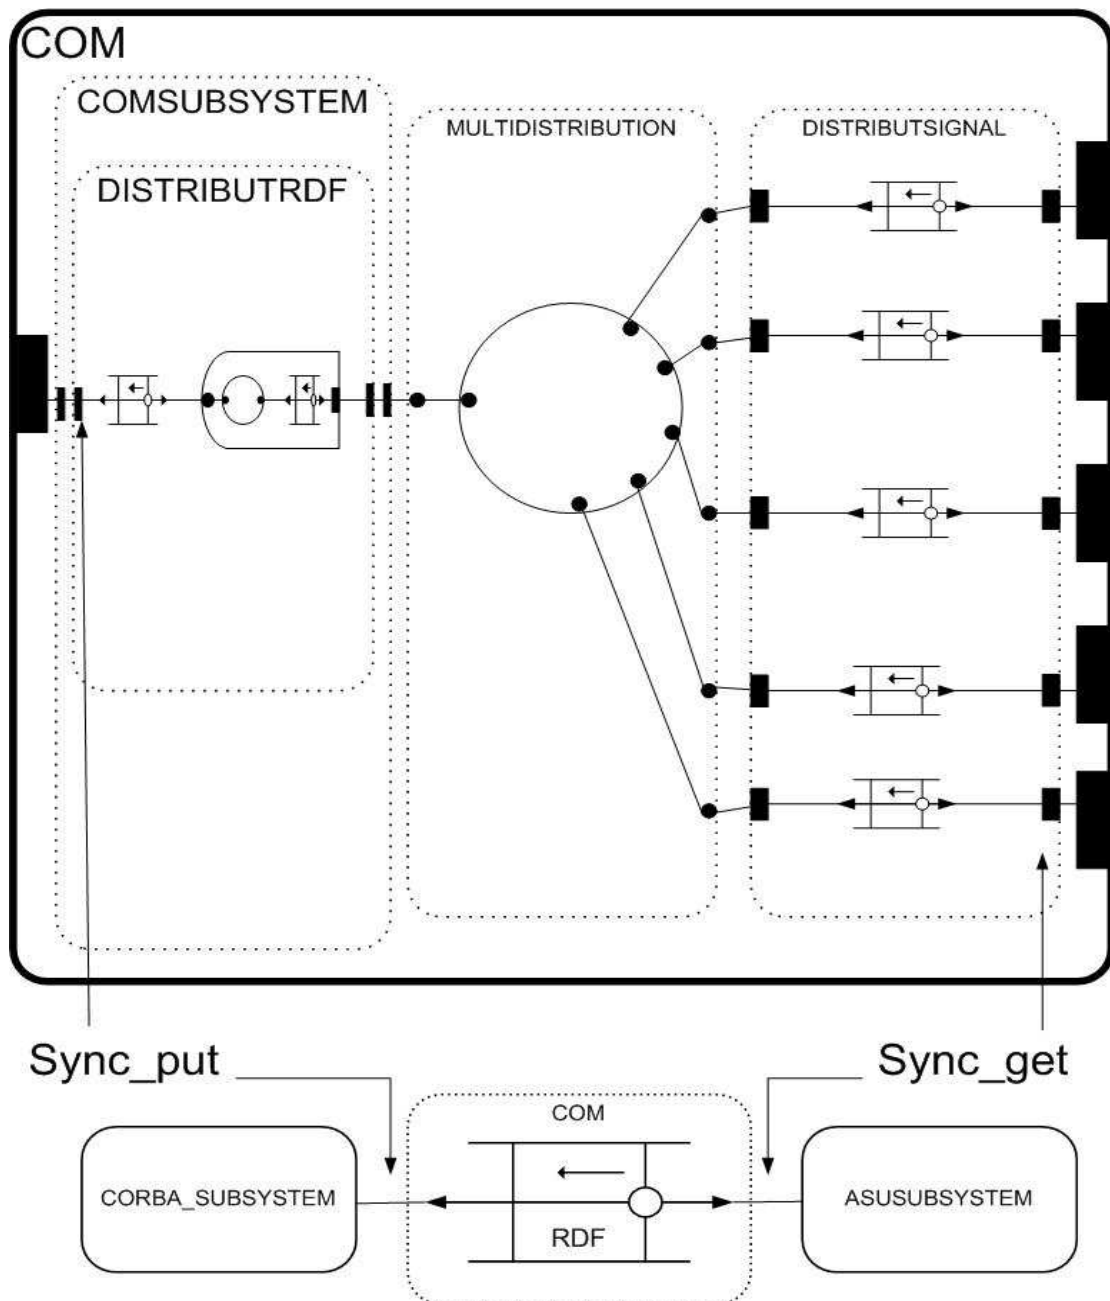 COM
COMSUBSYSTEM
MULTIDISTRIBUTION
DISTRIBUTSIGNAL
DISTRIBUTRDF
Sync_put
Sync_get
COM
CORBA_SUBSYSTEM
ASUSUBSYSTEM
RDF